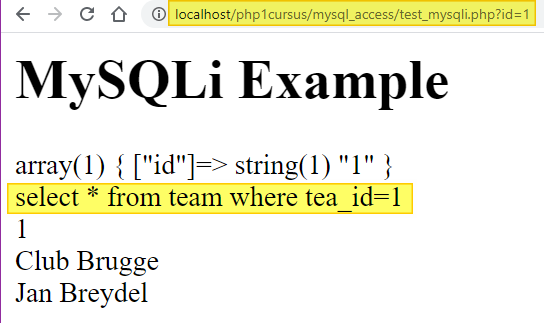 localhost/php1cursus/mysql_access/test_mysqli.php?id=1
MySQLi Example
array(1) { ["id"]=> string(1) "1" }
select * from team where tea_id=1
1
Club Brugge
Jan Breydel